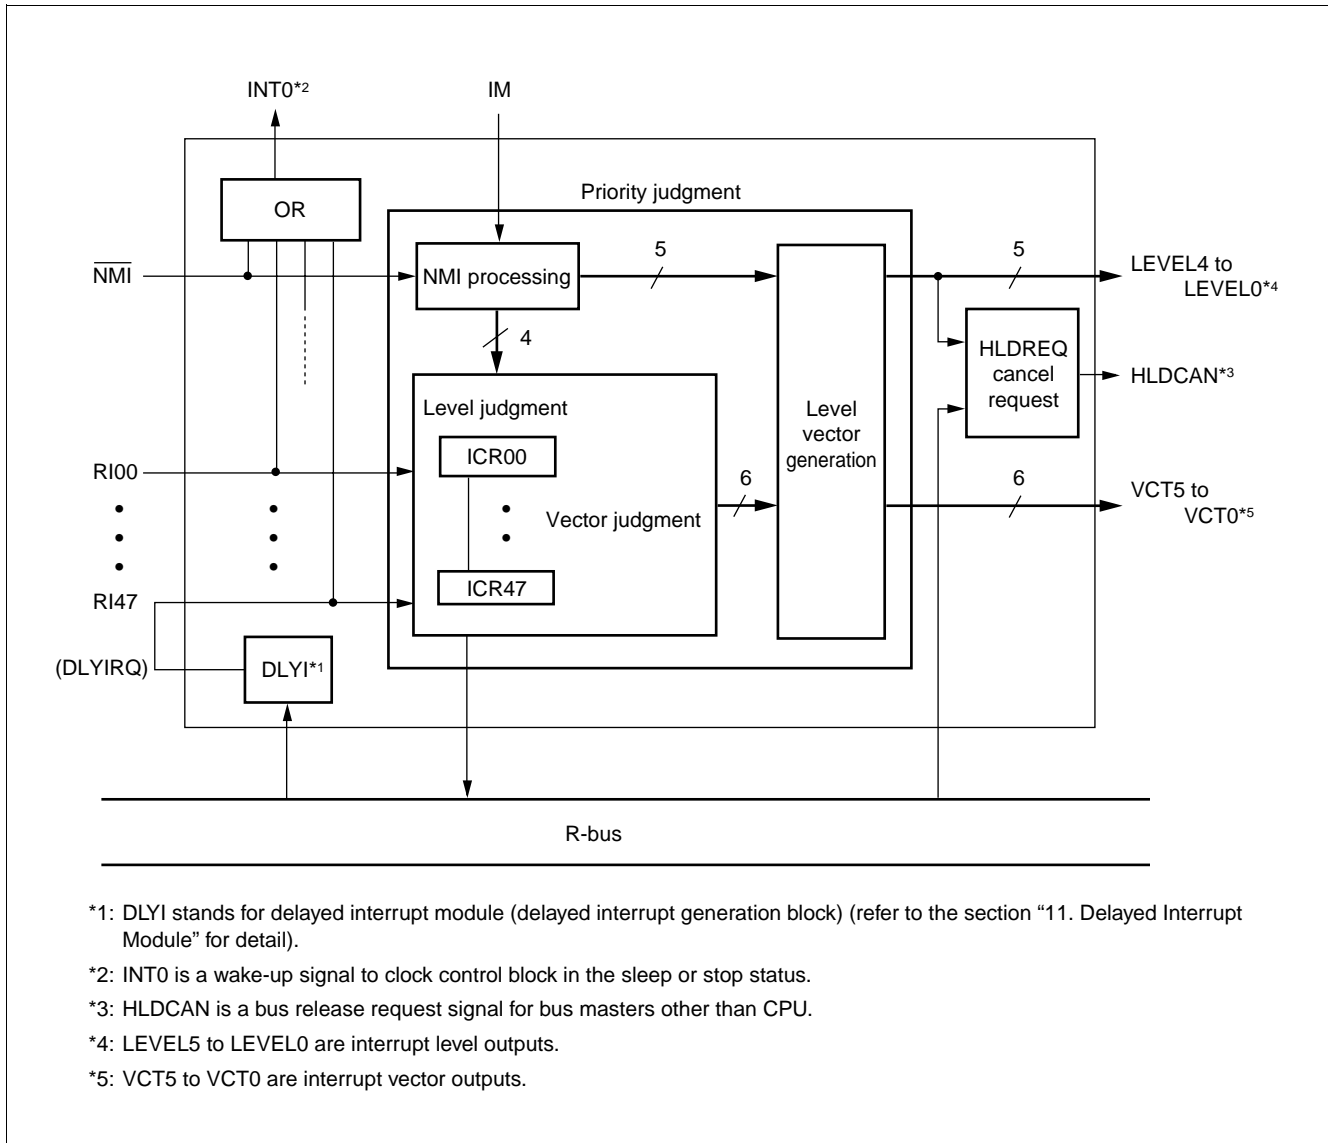 INT0*2
IM
OR
Priority judgment
NMI
NMI processing
5
5
LEVEL4 to
LEVEL0*4
4
HLDREQ
cancel
request
HLDCAN*3
Level judgment
Level
vector
generation
ICR00
RI00
6
6
VCT5 to
VCT0*5
Vector judgment
ICR47
RI47
(DLYIRQ)
DLYI*1
R-bus
*1: DLYI stands for delayed interrupt module (delayed interrupt generation block) (refer to the section “11. Delayed Interrupt
Module” for detail).
*2: INT0 is a wake-up signal to clock control block in the sleep or stop status.
*3: HLDCAN is a bus release request signal for bus masters other than CPU.
*4: LEVEL5 to LEVEL0 are interrupt level outputs.
*5: VCT5 to VCT0 are interrupt vector outputs.